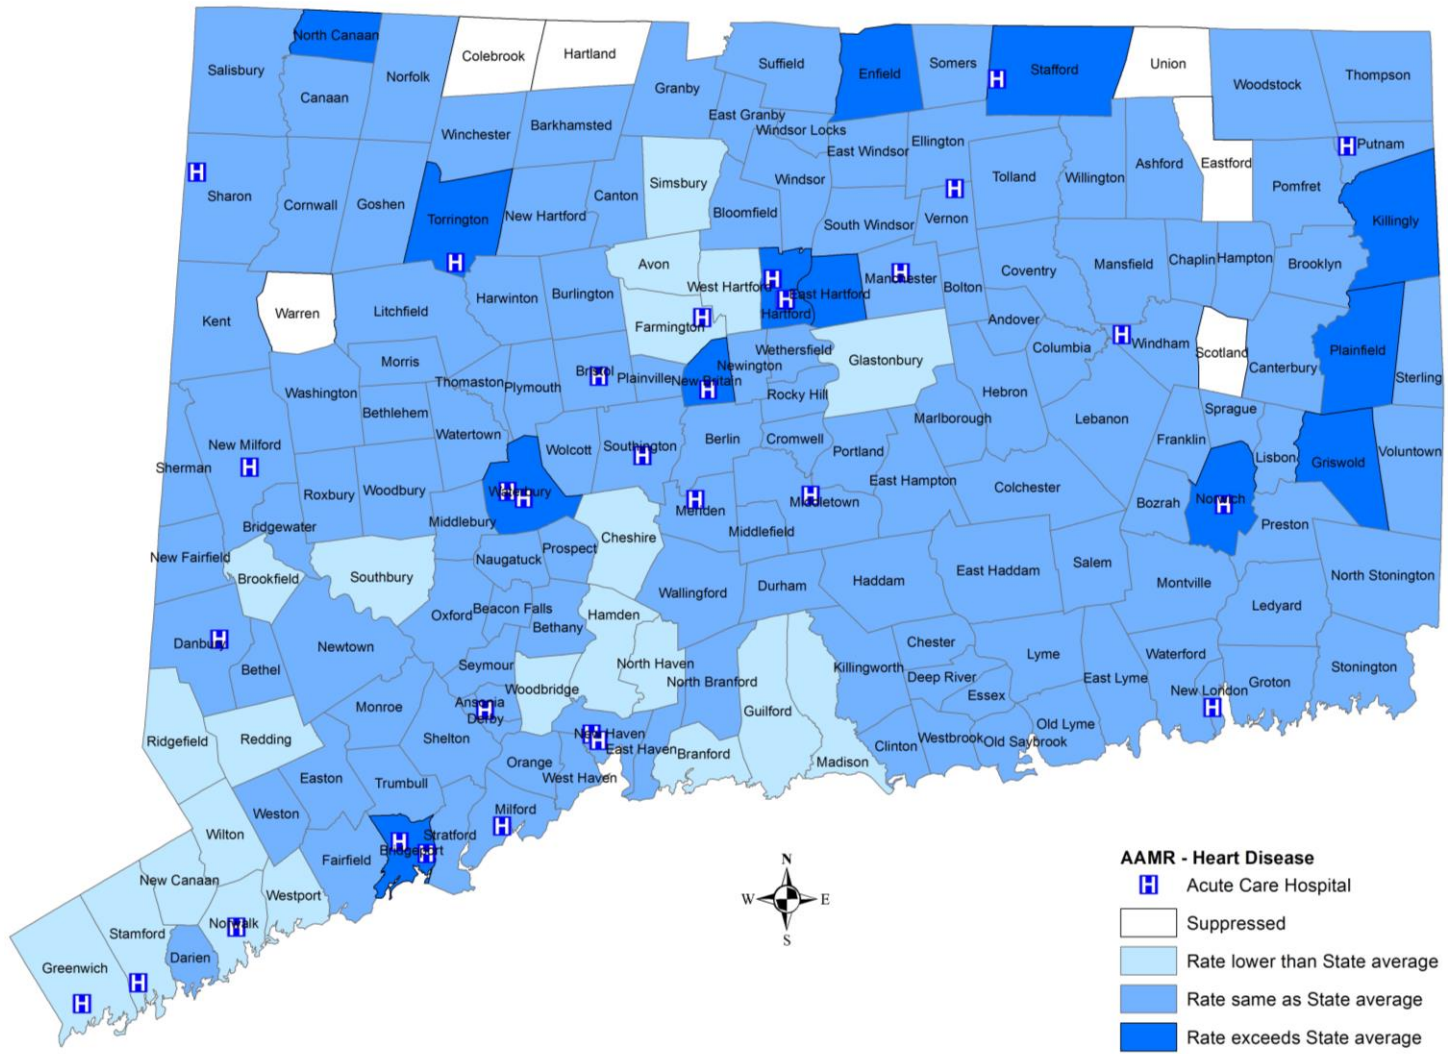 North Canaan
Colebrook
Hartland
Salisbury
Canaan
Norfolk
Granby
Suffield
Enfield
Somers
Stafford
Union
Woodstock
Thompson
Winchester
Barkhamsted
East Granby
Windsor Locks
East Windsor
Ellington
Putnam
Sharon
Cornwall
Goshen
Torrington
New Hartford
Canton
Simsbury
Bloomfield
Windsor
South Windsor
Vernon
Tolland
Willington
Ashford
Eastford
Pomfret
Killingly
Kent
Warren
Litchfield
Harwinton
Burlington
Avon
West Hartford
Farmington
Hartford
East Hartford
Manchester
Bolton
Coventry
Andover
Mansfield
Chaplin
Hampton
Brooklyn
Washington
Morris
Bethlehem
Thomaston
Plymouth
Bristol
Plainville
New Britain
Newington
Wethersfield
Rocky Hill
Glastonbury
Hebron
Columbia
Windham
Scotland
Canterbury
Plainfield
Sterling
Sherman
New Milford
Roxbury
Woodbury
Watertown
Waterbury
Wolcott
Southington
Berlin
Cromwell
Portland
Marlborough
East Hampton
Colchester
Lebanon
Franklin
Sprague
Lisbon
Griswold
Voluntown
Bridgewater
Middlebury
Naugatuck
Prospect
Cheshire
Meriden
Middlefield
Middletown
Bozrah
Norwich
Preston
New Fairfield
Brookfield
Southbury
Oxford
Beacon Falls
Bethany
Hamden
Wallingford
Durham
Haddam
East Haddam
Salem
Montville
Ledyard
North Stonington
Danbury
Bethel
Newtown
Seymour
Woodbridge
North Haven
North Branford
Guilford
Killingworth
Chester
Deep River
Essex
Lyme
East Lyme
Waterford
New London
Groton
Stonington
Ridgefield
Redding
Monroe
Ansonia
Derby
Shelton
Orange
New Haven
East Haven
West Haven
Branford
Madison
Clinton
Westbrook
Old Saybrook
Old Lyme
Easton
Weston
Trumbull
Milford
Wilton
Fairfield
Bridgeport
Stratford
New Canaan
Westport
Norwalk
Stamford
Darien
Greenwich
N
W E
S
AAMR - Heart Disease
H Acute Care Hospital
Suppressed
Rate lower than State average
Rate same as State average
Rate exceeds State average